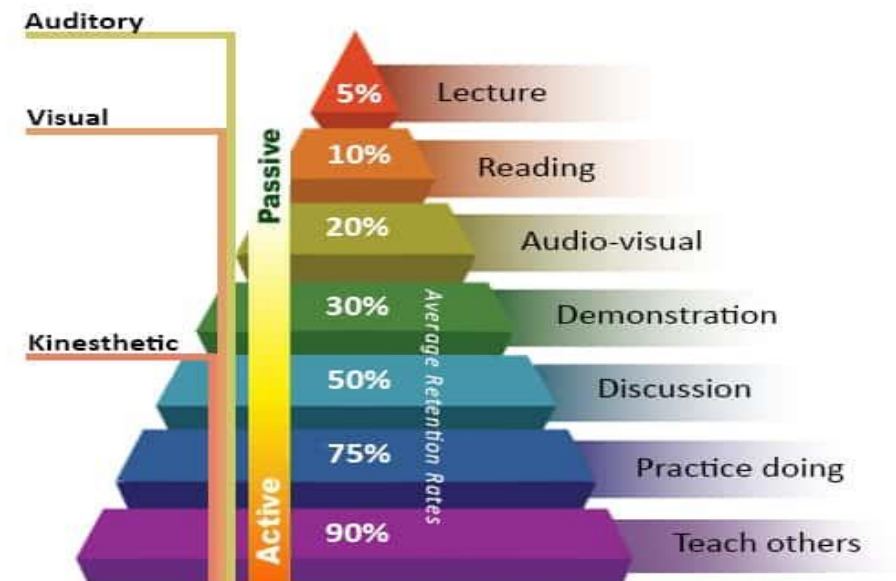 Auditory
Visual
Kinesthetic
Passive
Active
5% Lecture
10% Reading
20% Audio-visual
30% Demonstration
50% Discussion
75% Practice doing
90% Teach others
Average Retention Rates